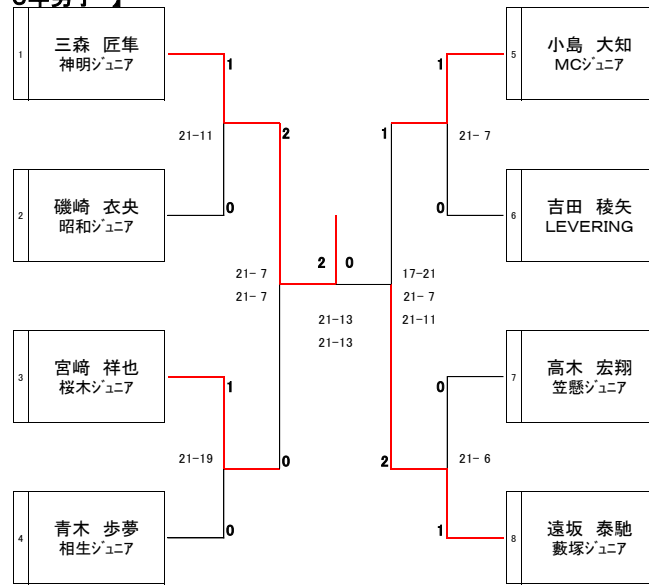 年男子 】
1
三森 匠隼
神明ジュニア
1
5
小島 大知
MCジュニア
1
21-11
2
1
21- 7
2
磯崎 衣央
昭和ジュニア
0
6
吉田 稜矢
LEVERING
0
21- 7
21- 7
2 0
17-21
21- 7
21-11
21-13
21-13
3
宮﨑 祥也
桜木ジュニア
1
7
高木 宏翔
笠懸ジュニア
0
21-19
0
2
21- 6
4
青木 歩夢
相生ジュニア
0
8
遠坂 泰馳
藪塚ジュニア
1